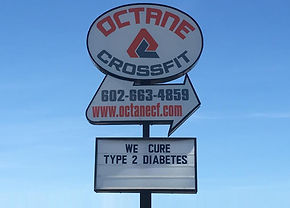 OCTANE
CROSSFIT
602-663-4859
www.octanecf.com
WE CURE
TYPE 2 DIABETES